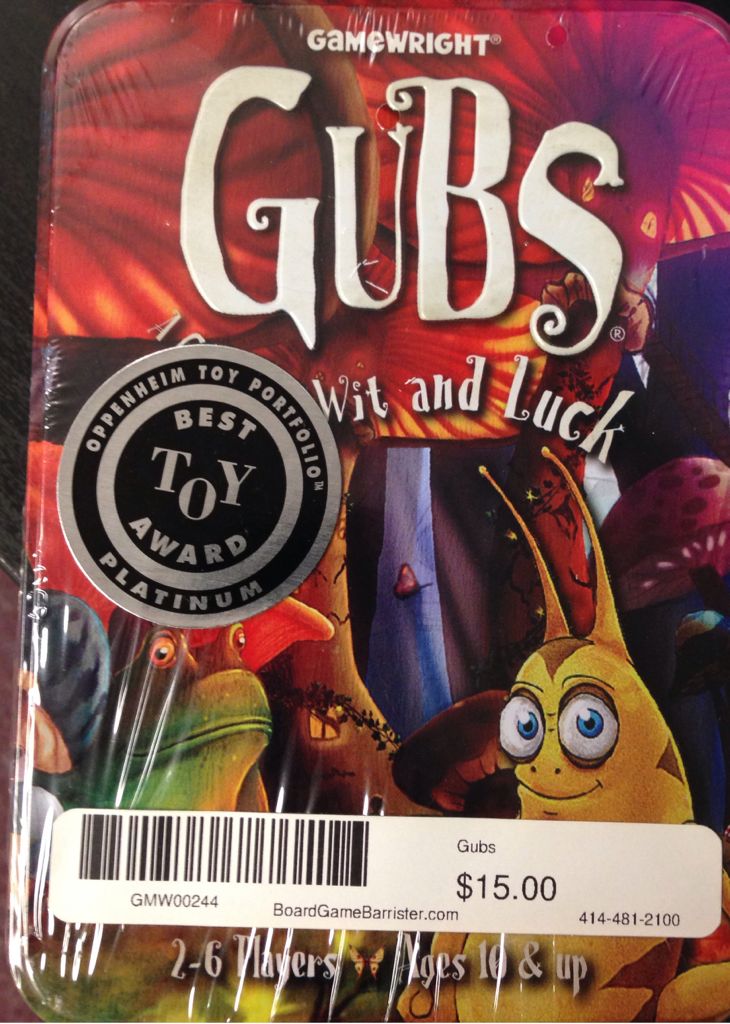 GAMEWRIGHT®
GUBS®
A
Wit and Luck
OPPENHEIM TOY PORTFOLIO™
BEST
TOY
AWARD
PLATINUM
Gubs
$15.00
GMW00244
BoardGameBarrister.com
414-481-2100
2-6 Players Ages 10 & up